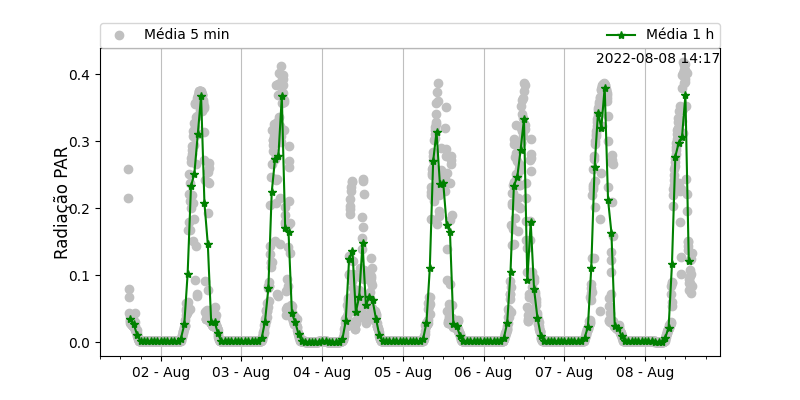 Média 5 min
Média 1 h
2022-08-08 14:17
0.4
0.3
0.2
0.1
0.0
Radiação PAR
02 - Aug
03 - Aug
04 - Aug
05 - Aug
06 - Aug
07 - Aug
08 - Aug